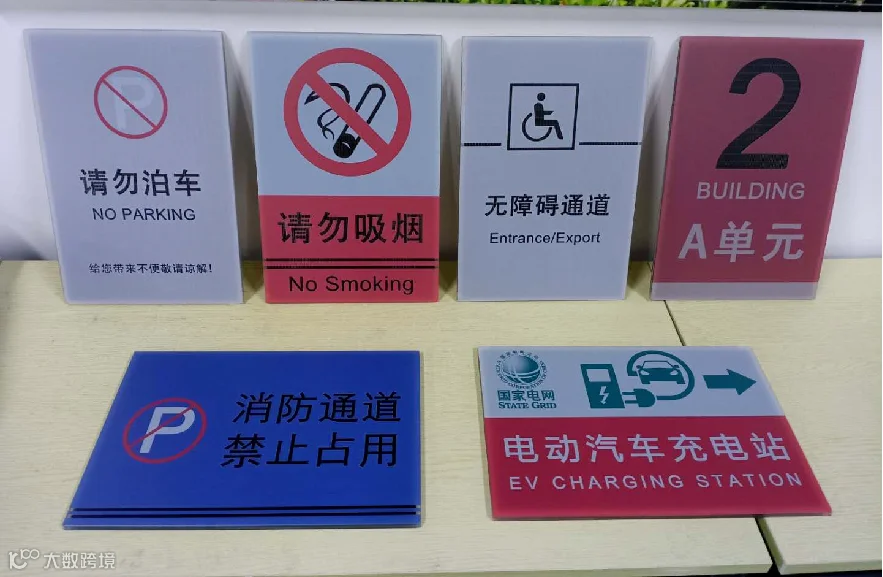 P
请勿泊车
NO PARKING
给您带来不便敬请谅解!
请勿吸烟
No Smoking
无障碍通道
Entrance/Export
2
BUILDING
A单元
P
消防通道
禁止占用
国家电网
STATE GRID
电动汽车充电站
EV CHARGING STATION
大数跨境